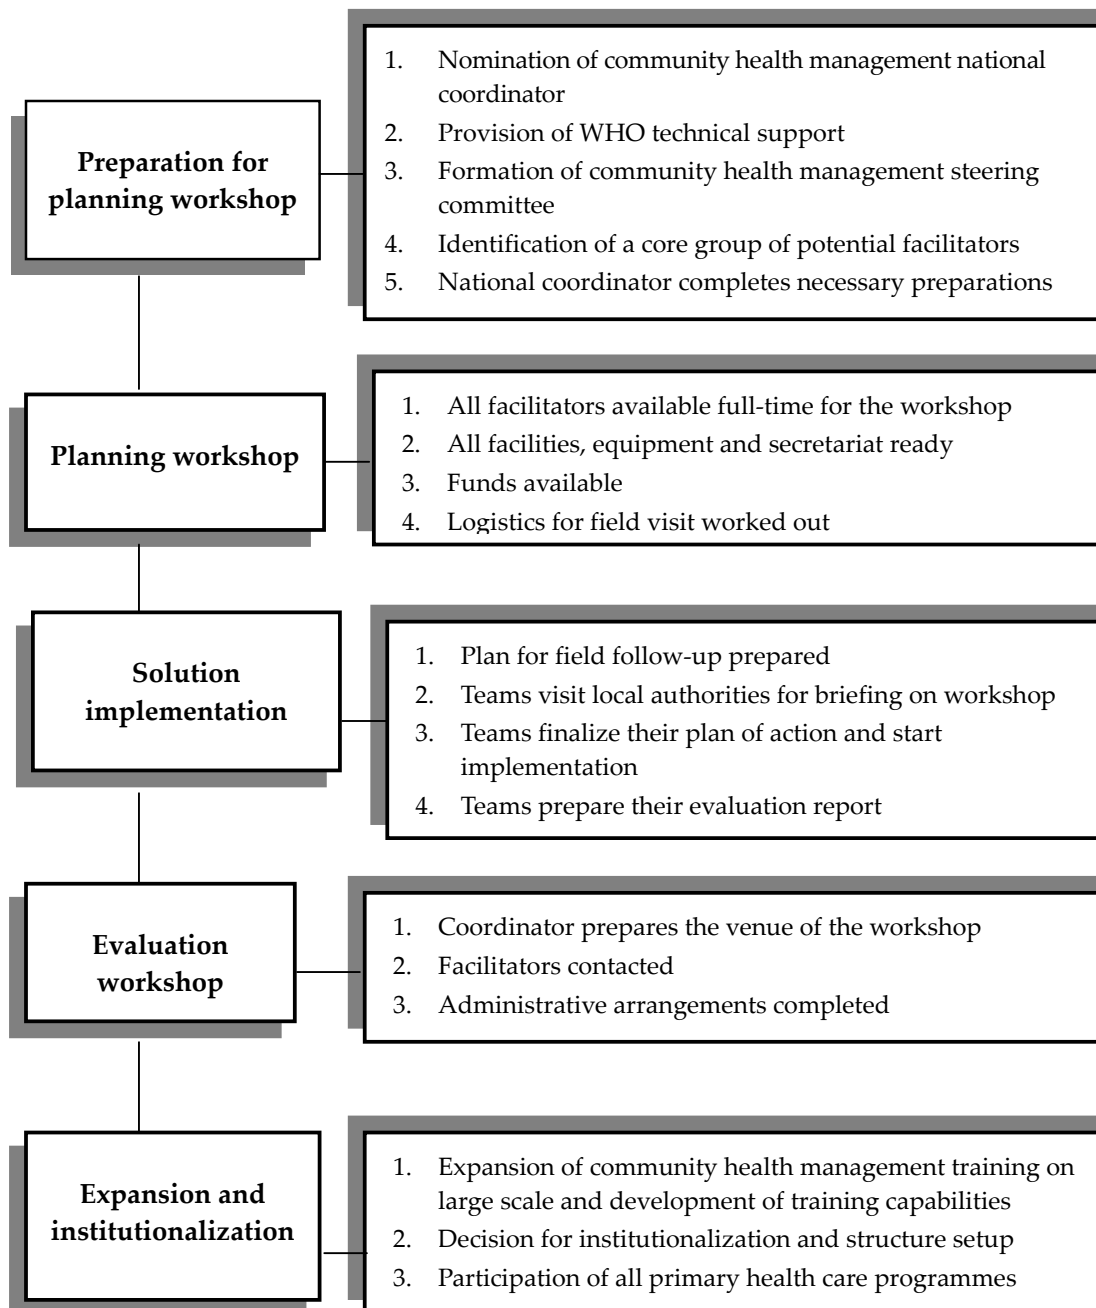 Preparation for
planning workshop
1. Nomination of community health management national
coordinator
2. Provision of WHO technical support
3. Formation of community health management steering
committee
4. Identification of a core group of potential facilitators
5. National coordinator completes necessary preparations
Planning workshop
1. All facilitators available full-time for the workshop
2. All facilities, equipment and secretariat ready
3. Funds available
4. Logistics for field visit worked out
Solution
implementation
1. Plan for field follow-up prepared
2. Teams visit local authorities for briefing on workshop
3. Teams finalize their plan of action and start
implementation
4. Teams prepare their evaluation report
Evaluation
workshop
1. Coordinator prepares the venue of the workshop
2. Facilitators contacted
3. Administrative arrangements completed
Expansion and
institutionalization
1. Expansion of community health management training on
large scale and development of training capabilities
2. Decision for institutionalization and structure setup
3. Participation of all primary health care programmes